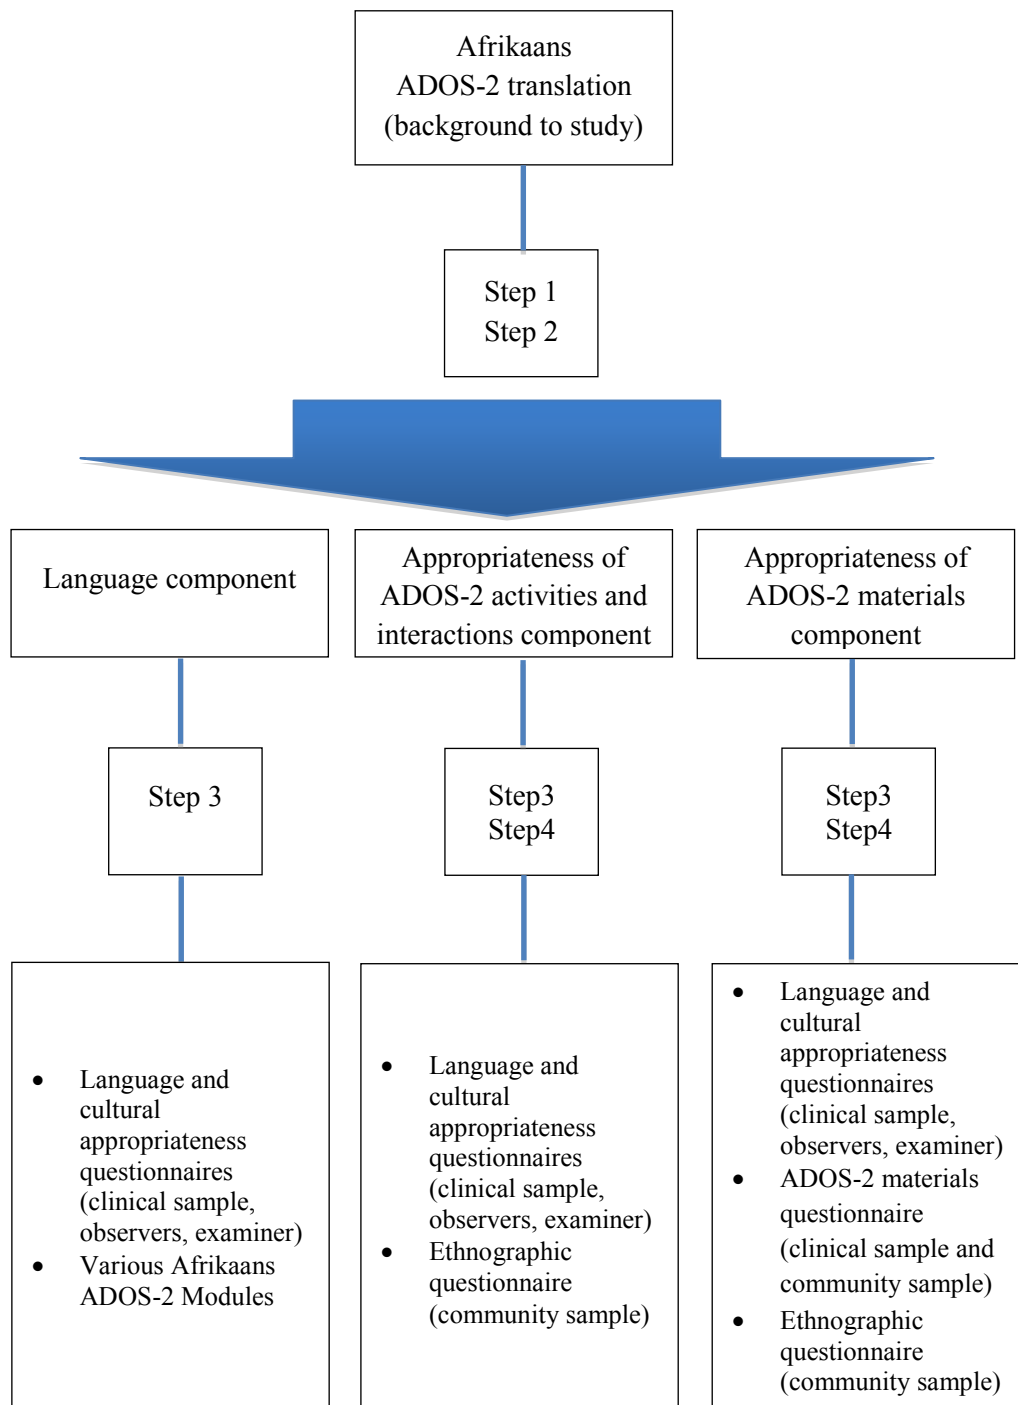 Afrikaans
ADOS-2 translation
(background to study)
Step 1
Step 2
Language component
Appropriateness of
ADOS-2 activities and
interactions component
Appropriateness of
ADOS-2 materials
component
Step 3
Step3
Step4
Step3
Step4
• Language and
cultural
appropriateness
questionnaires
(clinical sample,
observers, examiner)
• Various Afrikaans
ADOS-2 Modules
• Language and
cultural
appropriateness
questionnaires
(clinical sample,
observers, examiner)
• Ethnographic
questionnaire
(community sample)
• Language and
cultural
appropriateness
questionnaires
(clinical sample,
observers, examiner)
• ADOS-2 materials
questionnaire
(clinical sample and
community sample)
• Ethnographic
questionnaire
(community sample)